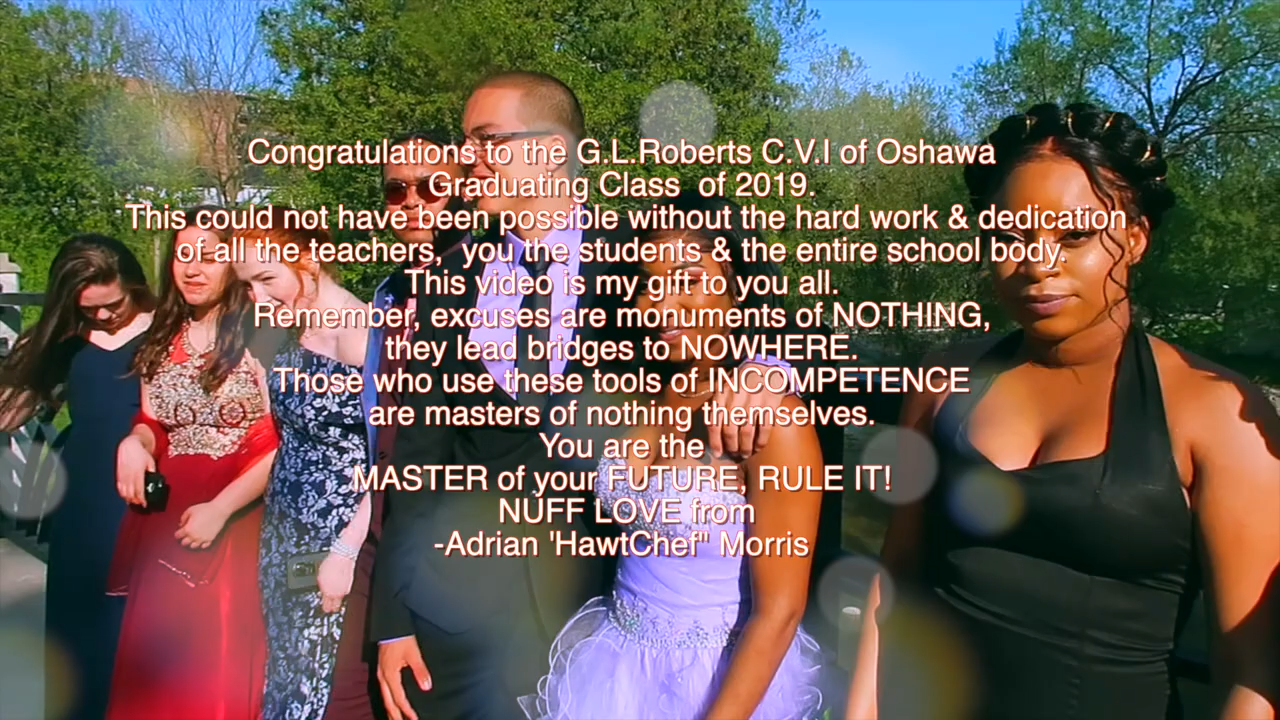 Congratulations to the G.L.Roberts C.V.I of Oshawa
Graduating Class of 2019.
This could not have been possible without the hard work & dedication
of all the teachers, you the students & the entire school body.
This video is my gift to you all.
Remember, excuses are monuments of NOTHING,
they lead bridges to NOWHERE.
Those who use these tools of INCOMPETENCE
are masters of nothing themselves.
You are the
MASTER of your FUTURE, RULE IT!
NUFF LOVE from
-Adrian 'HawtChef" Morris